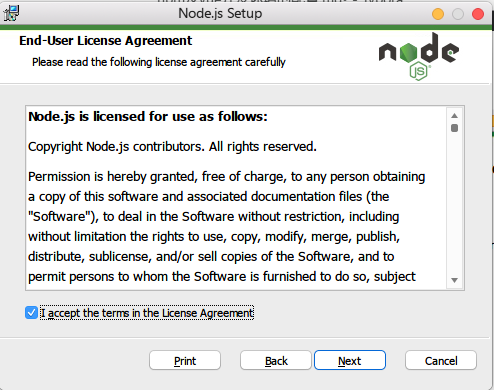 Node.js Setup
End-User License Agreement
Please read the following license agreement carefully
node
JS
Node.js is licensed for use as follows:
Copyright Node.js contributors. All rights reserved.
Permission is hereby granted, free of charge, to any person obtaining
a copy of this software and associated documentation files (the
"Software"), to deal in the Software without restriction, including
without limitation the rights to use, copy, modify, merge, publish,
distribute, sublicense, and/or sell copies of the Software, and to
permit persons to whom the Software is furnished to do so, subject
I accept the terms in the License Agreement
Print
Back
Next
Cancel